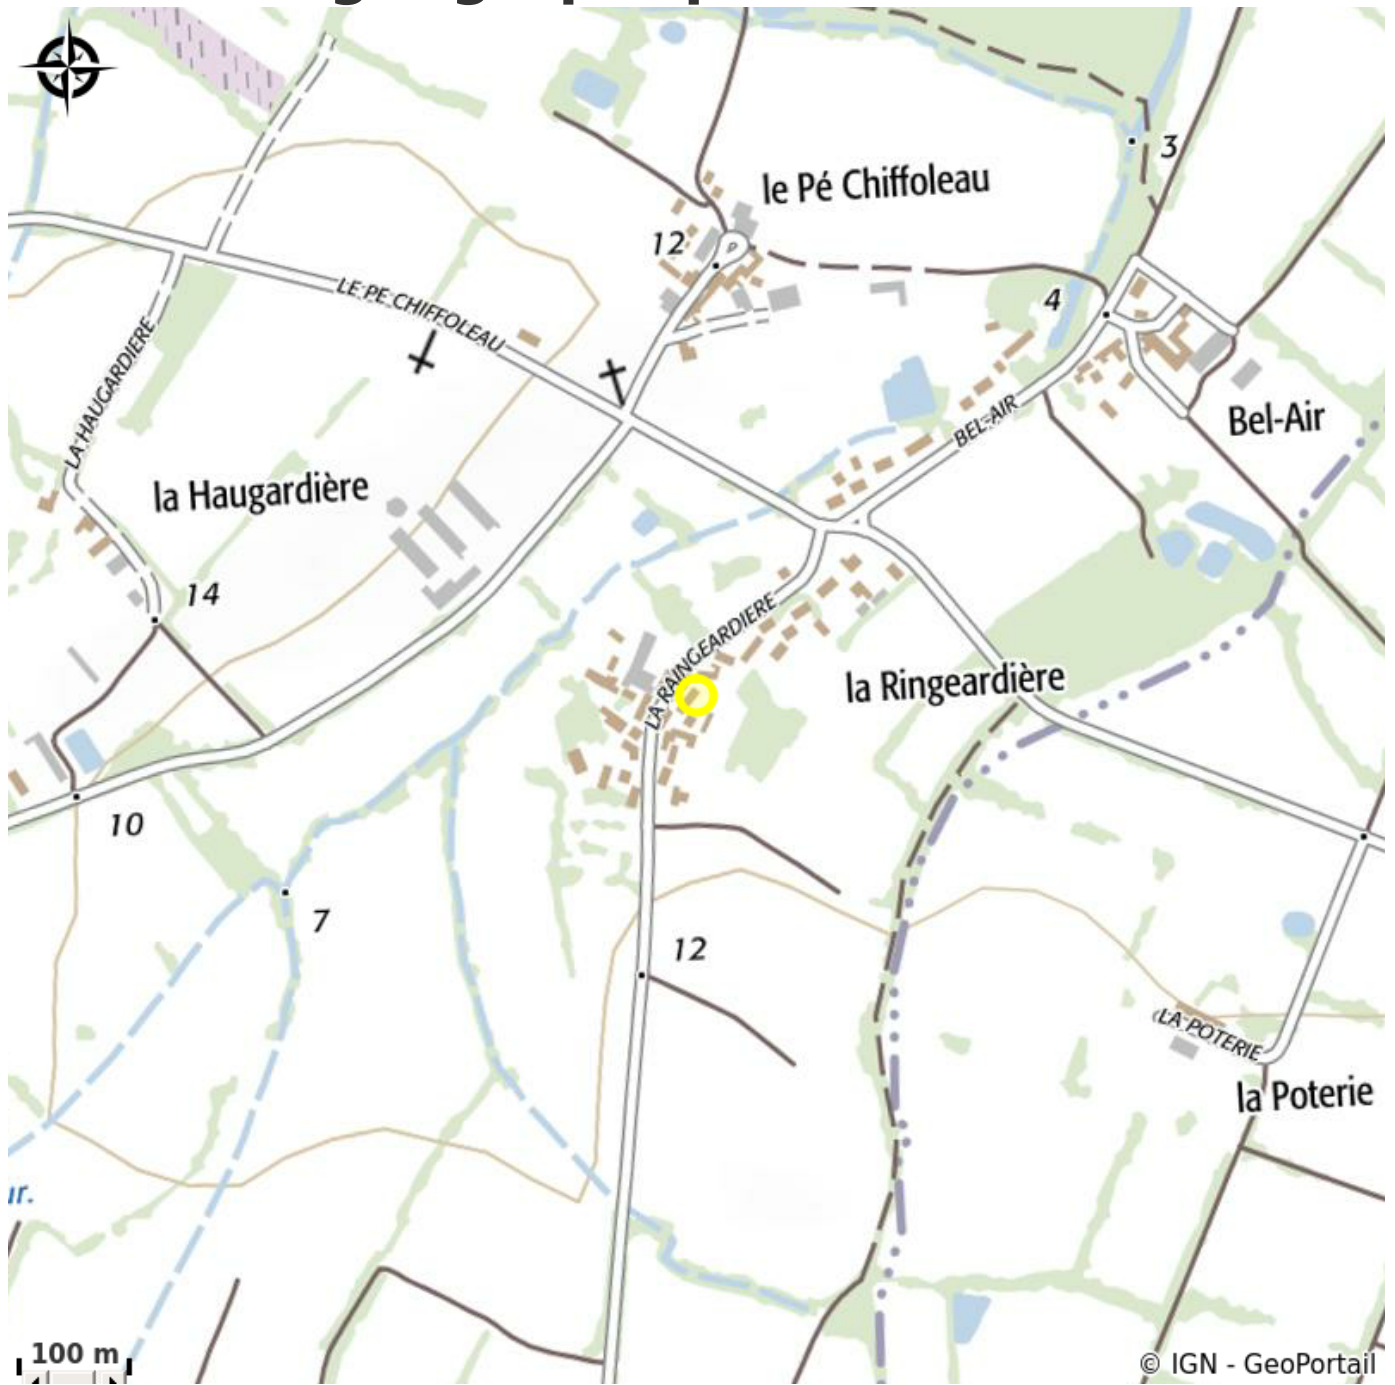 3
le Pé Chiffoleau
12
P
4
LE PE CHIFFOLEAU
LA HAUGARDIERE
BEL-AIR
Bel-Air
la Haugardière
14
LA RAINGEARDIERE
la Ringeardière
10
7
12
LA POTERIE
la Poterie
100 m
© IGN - GeoPortail